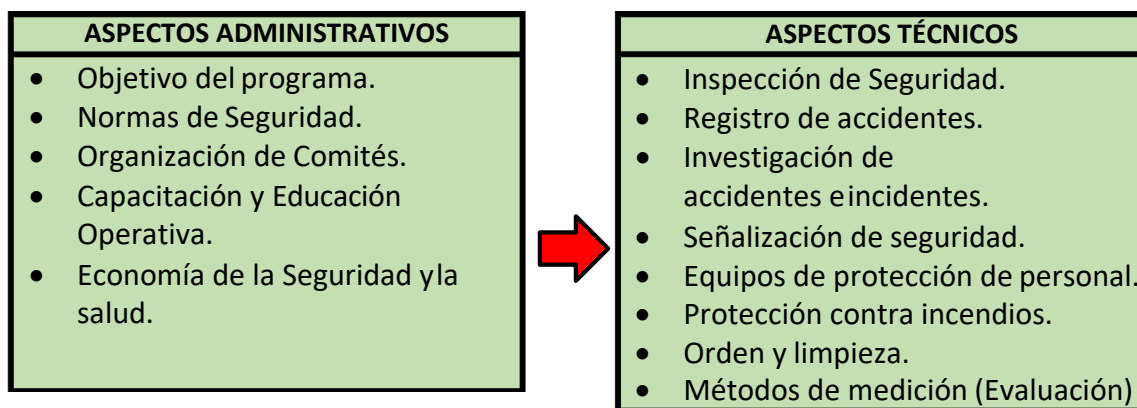 ASPECTOS ADMINISTRATIVOS
• Objetivo del programa.
• Normas de Seguridad.
• Organización de Comités.
• Capacitación y Educación
Operativa.
• Economía de la Seguridad yla
salud.
ASPECTOS TÉCNICOS
• Inspección de Seguridad.
• Registro de accidentes.
• Investigación de
accidentes eincidentes.
• Señalización de seguridad.
• Equipos de protección de personal.
• Protección contra incendios.
• Orden y limpieza.
• Métodos de medición (Evaluación)